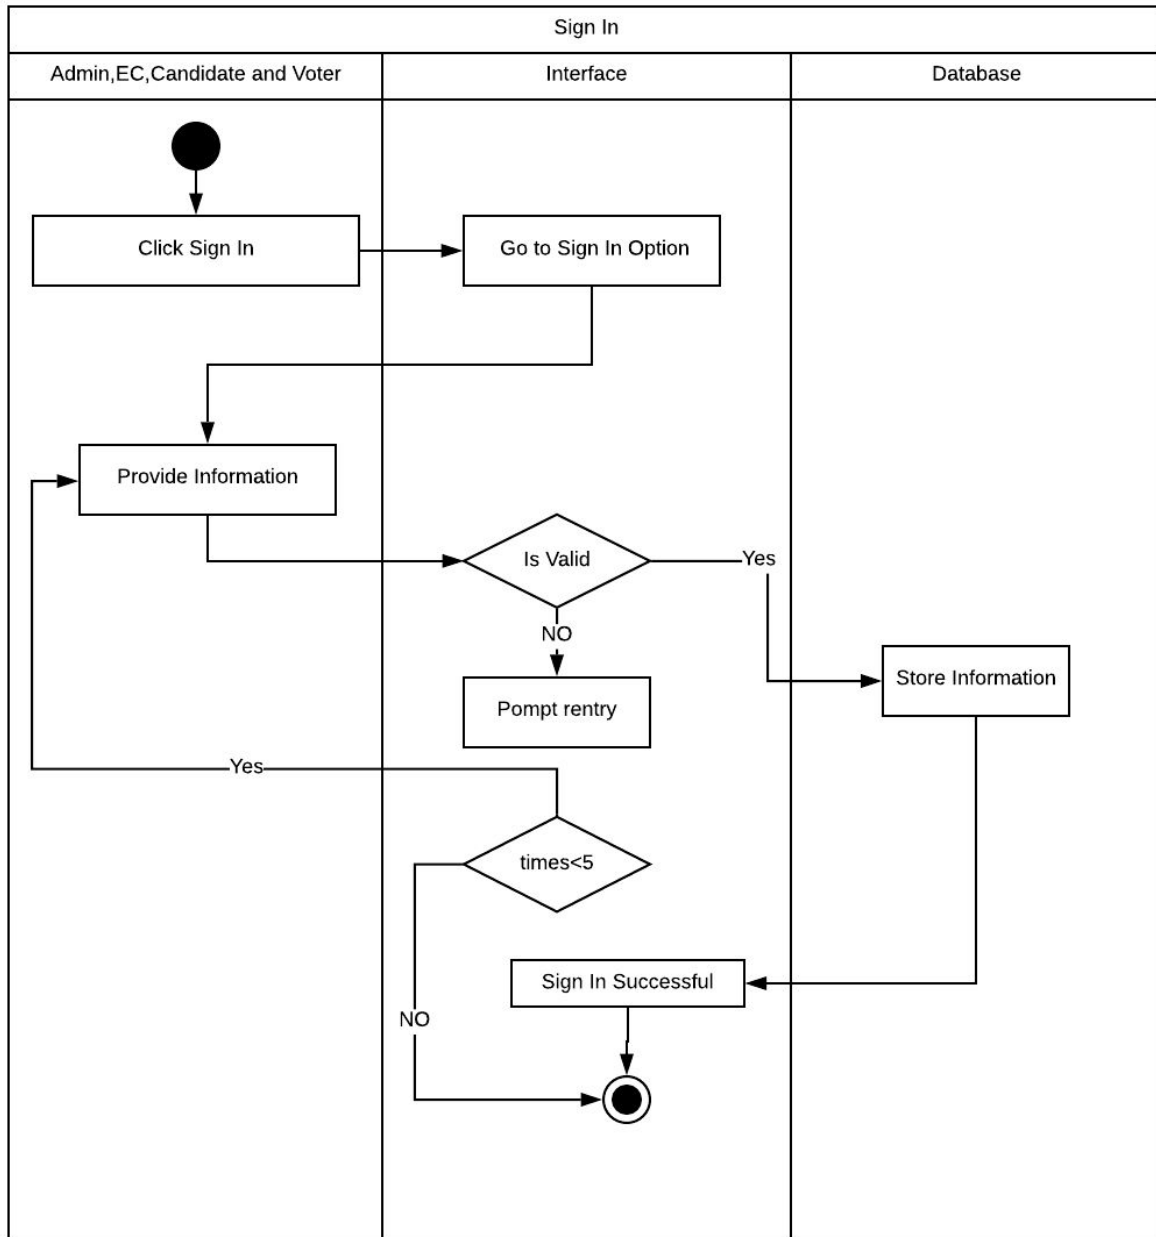 Sign In
Admin,EC,Candidate and Voter
Interface
Database
Click Sign In
Go to Sign In Option
Provide Information
Is Valid
Yes
NO
Store Information
Pompt rentry
Yes
times<5
Sign In Successful
NO